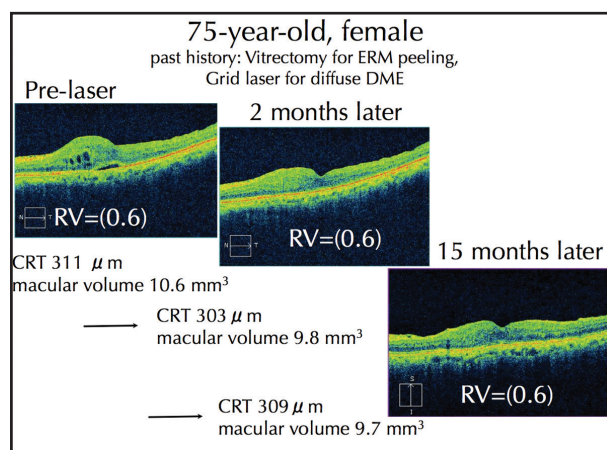 75-year-old, female
past history: Vitrectomy for ERM peeling,
Grid laser for diffuse DME
Pre-laser
2 months later
N T
RV=(0.6)
N T
RV=(0.6)
15 months later
CRT 311 μm
macular volume 10.6 mm³
CRT 303 μm
macular volume 9.8 mm³
S
I
RV=(0.6)
CRT 309 μm
macular volume 9.7 mm³